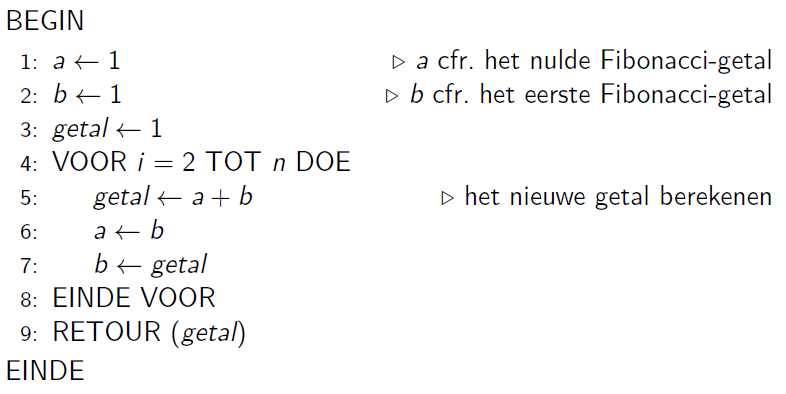 BEGIN
1: a ← 1 ▷ a cfr. het nulde Fibonacci-getal
2: b ← 1 ▷ b cfr. het eerste Fibonacci-getal
3: getal ← 1
4: VOOR i = 2 TOT n DOE
5: getal ← a + b ▷ het nieuwe getal berekenen
6: a ← b
7: b ← getal
8: EINDE VOOR
9: RETOUR (getal)
EINDE